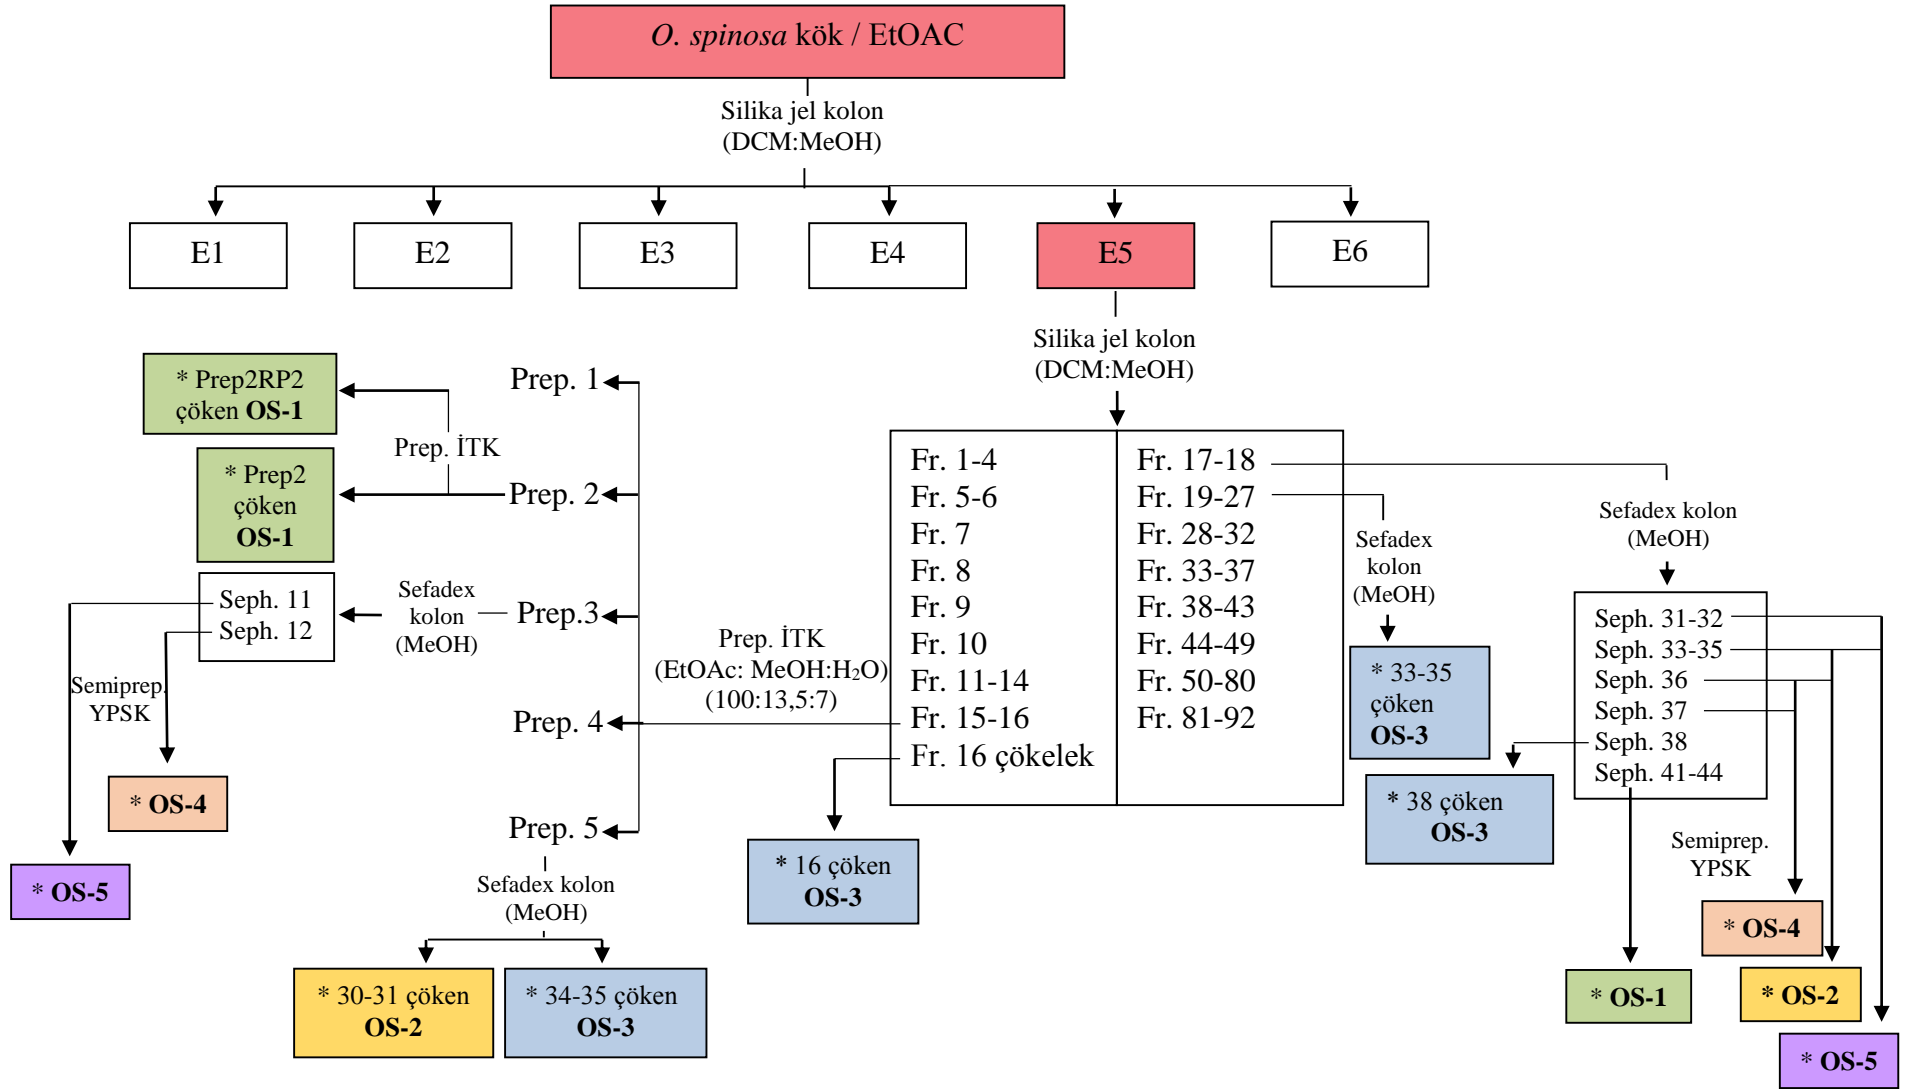 O. spinosa kök / EtOAC
Silika jel kolon
(DCM:MeOH)
E1
E2
E3
E4
E5
E6
Silika jel kolon
(DCM:MeOH)
* Prep2RP2
çöken OS-1
Prep. İTK
* Prep2
çöken
OS-1
Prep. 1
Prep. 2
Prep.3
Prep. 4
Prep. 5
Sefadex
kolon
(MeOH)
Seph. 11
Seph. 12
Semiprep.
YPSK
* OS-4
* OS-5
Sefadex kolon
(MeOH)
* 30-31 çöken
OS-2
* 34-35 çöken
OS-3
Prep. İTK
(EtOAc: MeOH:H₂O)
(100:13,5:7)
Fr. 1-4
Fr. 5-6
Fr. 7
Fr. 8
Fr. 9
Fr. 10
Fr. 11-14
Fr. 15-16
Fr. 16 çökelek
Fr. 17-18
Fr. 19-27
Fr. 28-32
Fr. 33-37
Fr. 38-43
Fr. 44-49
Fr. 50-80
Fr. 81-92
* 16 çöken
OS-3
Sefadex
kolon
(MeOH)
* 33-35
çöken
OS-3
* 38 çöken
OS-3
Sefadex kolon
(MeOH)
Seph. 31-32
Seph. 33-35
Seph. 36
Seph. 37
Seph. 38
Seph. 41-44
Semiprep.
YPSK
* OS-4
* OS-1
* OS-2
* OS-5